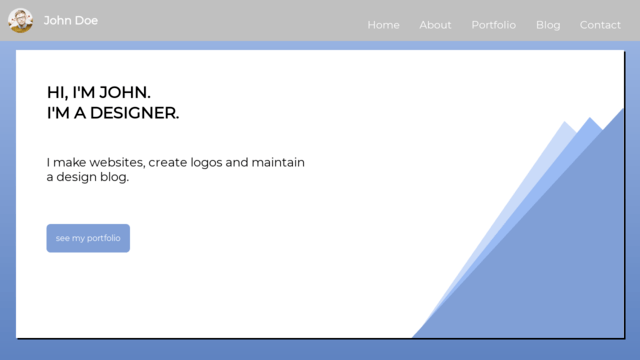 John Doe
Home About Portfolio Blog Contact
HI, I'M JOHN.
I'M A DESIGNER.
I make websites, create logos and maintain
a design blog.
see my portfolio